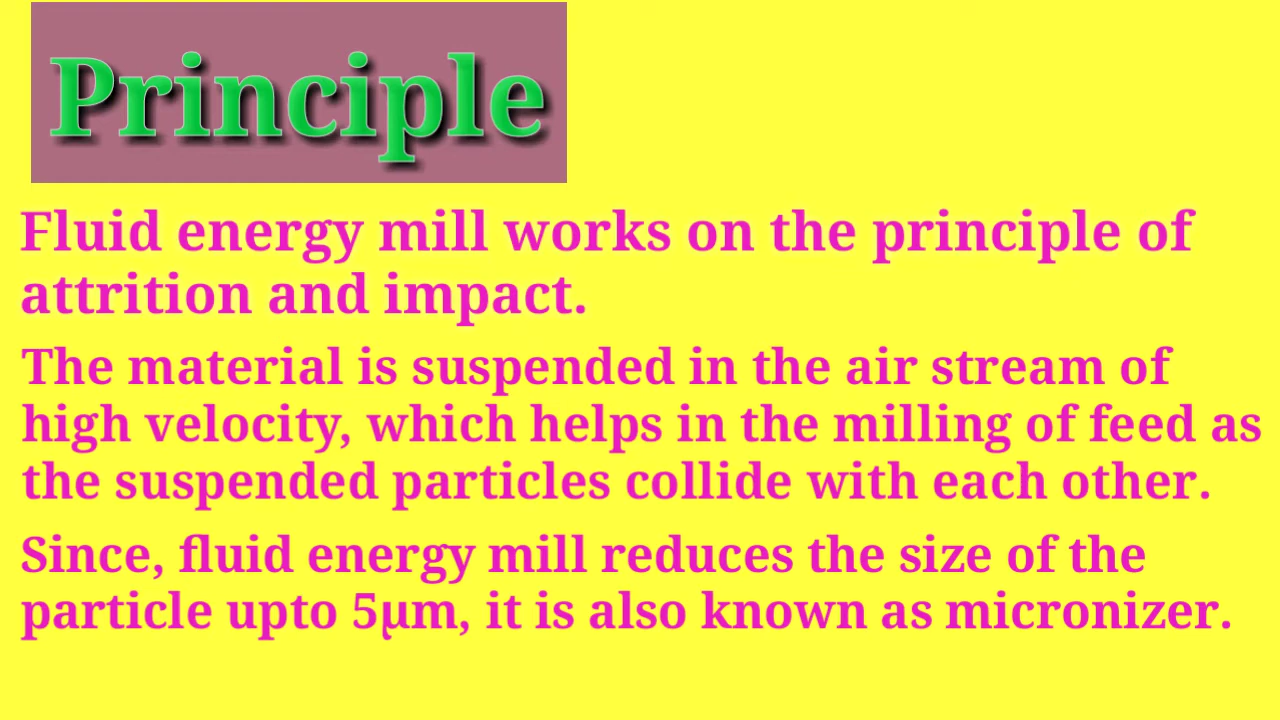 Principle
Fluid energy mill works on the principle of
attrition and impact.
The material is suspended in the air stream of
high velocity, which helps in the milling of feed as
the suspended particles collide with each other.
Since, fluid energy mill reduces the size of the
particle upto 5µm, it is also known as micronizer.